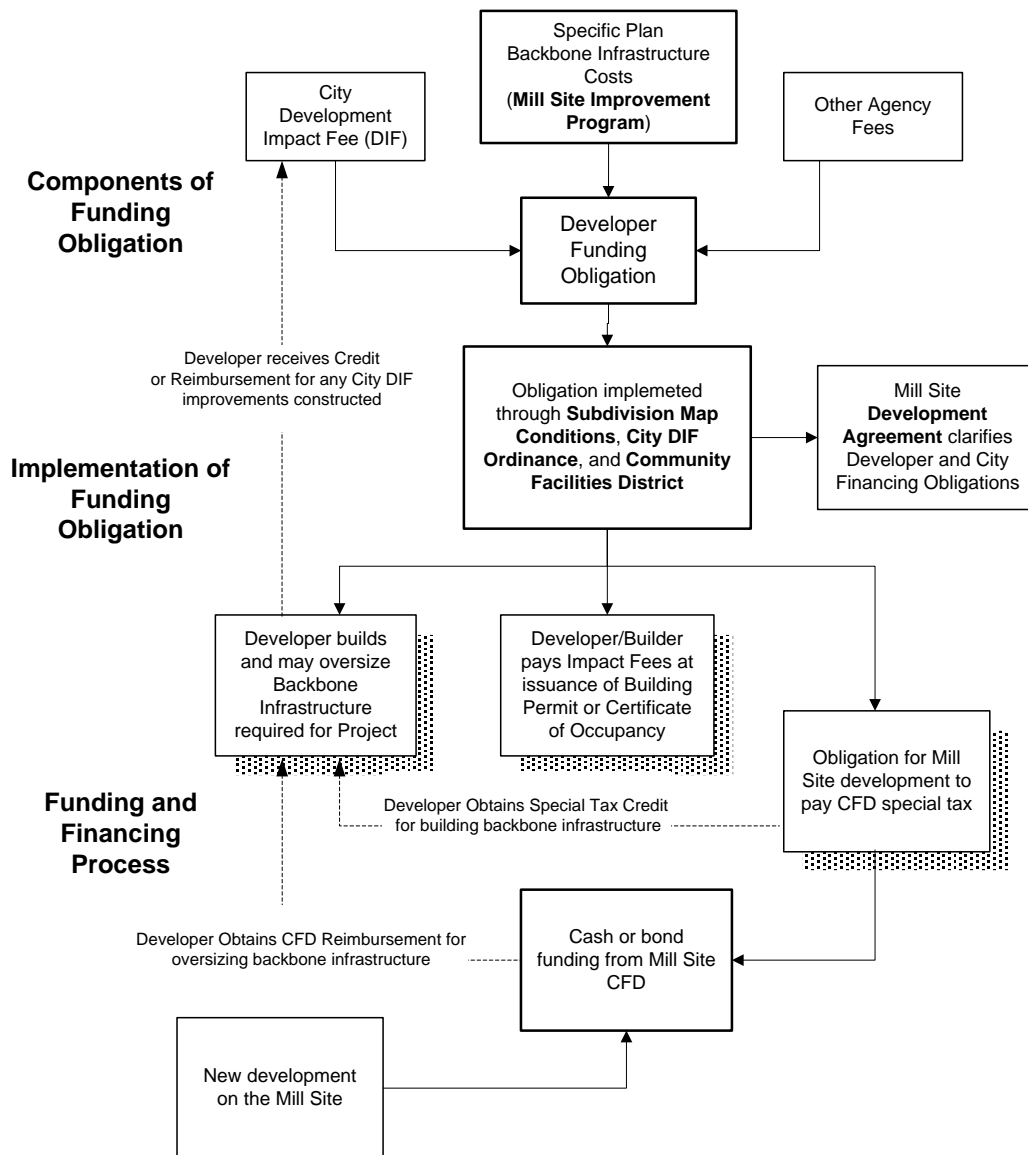 Specific Plan
Backbone Infrastructure
Costs
(Mill Site Improvement
Program)
City
Development
Impact Fee (DIF)
Other Agency
Fees
Components of
Funding
Obligation
Developer
Funding
Obligation
Developer receives Credit
or Reimbursement for any City DIF
improvements constructed
Obligation implemeted
through Subdivision Map
Conditions, City DIF
Ordinance, and Community
Facilities District
Mill Site
Development
Agreement clarifies
Developer and City
Financing Obligations
Implementation of
Funding
Obligation
Developer builds
and may oversize
Backbone
Infrastructure
required for Project
Developer/Builder
pays Impact Fees at
issuance of Building
Permit or Certificate
of Occupancy
Obligation for Mill
Site development to
pay CFD special tax
Funding and
Financing
Process
Developer Obtains Special Tax Credit
for building backbone infrastructure
Developer Obtains CFD Reimbursement for
oversizing backbone infrastructure
Cash or bond
funding from Mill Site
CFD
New development
on the Mill Site